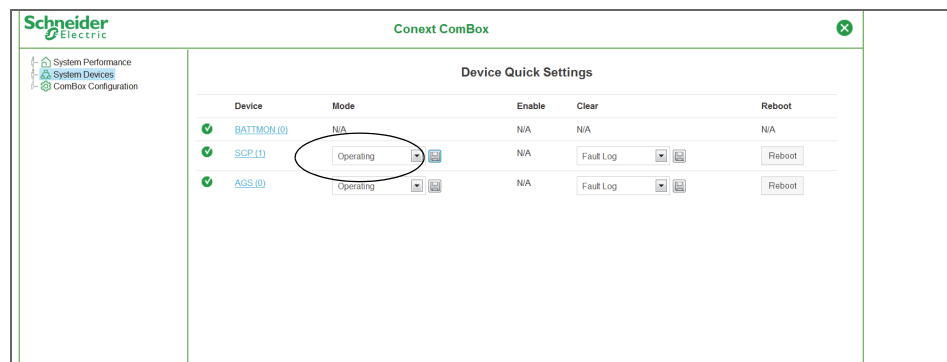 Schneider
Electric
Conext ComBox
System Performance
System Devices
ComBox Configuration
Device Quick Settings
Device Mode Enable Clear Reboot
BATTMON (0) N/A N/A N/A N/A
SCP (1) Operating N/A Fault Log Reboot
AGS (0) Operating N/A Fault Log Reboot